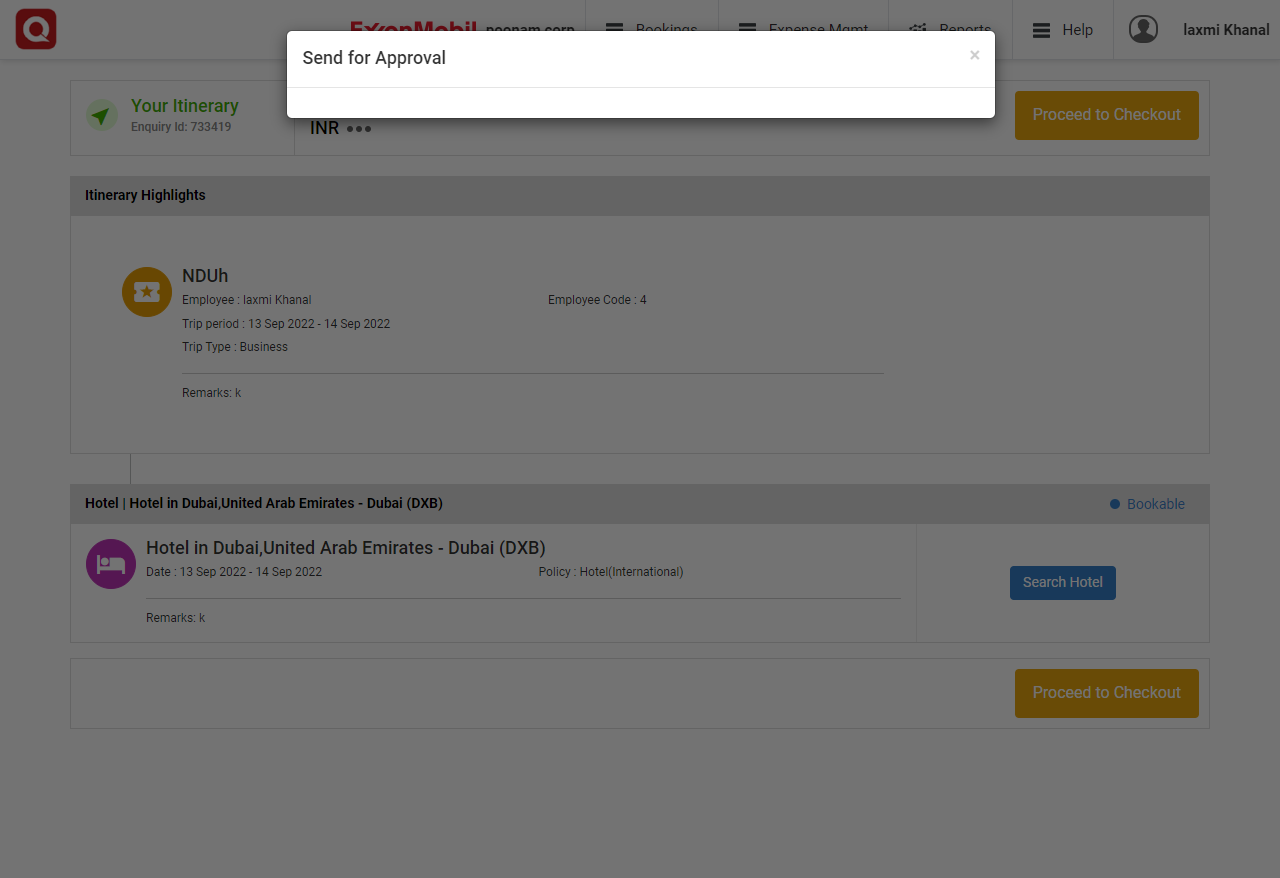 ExxonMobil poonam corp Bookings Expense Mgmt Reports Help laxmi Khanal
Send for Approval ×
Your Itinerary
Enquiry Id: 733419
INR
Proceed to Checkout
Itinerary Highlights
NDUh
Employee : laxmi Khanal Employee Code : 4
Trip period : 13 Sep 2022 - 14 Sep 2022
Trip Type : Business
Remarks: k
Hotel | Hotel in Dubai,United Arab Emirates - Dubai (DXB) Bookable
Hotel in Dubai,United Arab Emirates - Dubai (DXB)
Date : 13 Sep 2022 - 14 Sep 2022 Policy : Hotel(International)
Search Hotel
Remarks: k
Proceed to Checkout